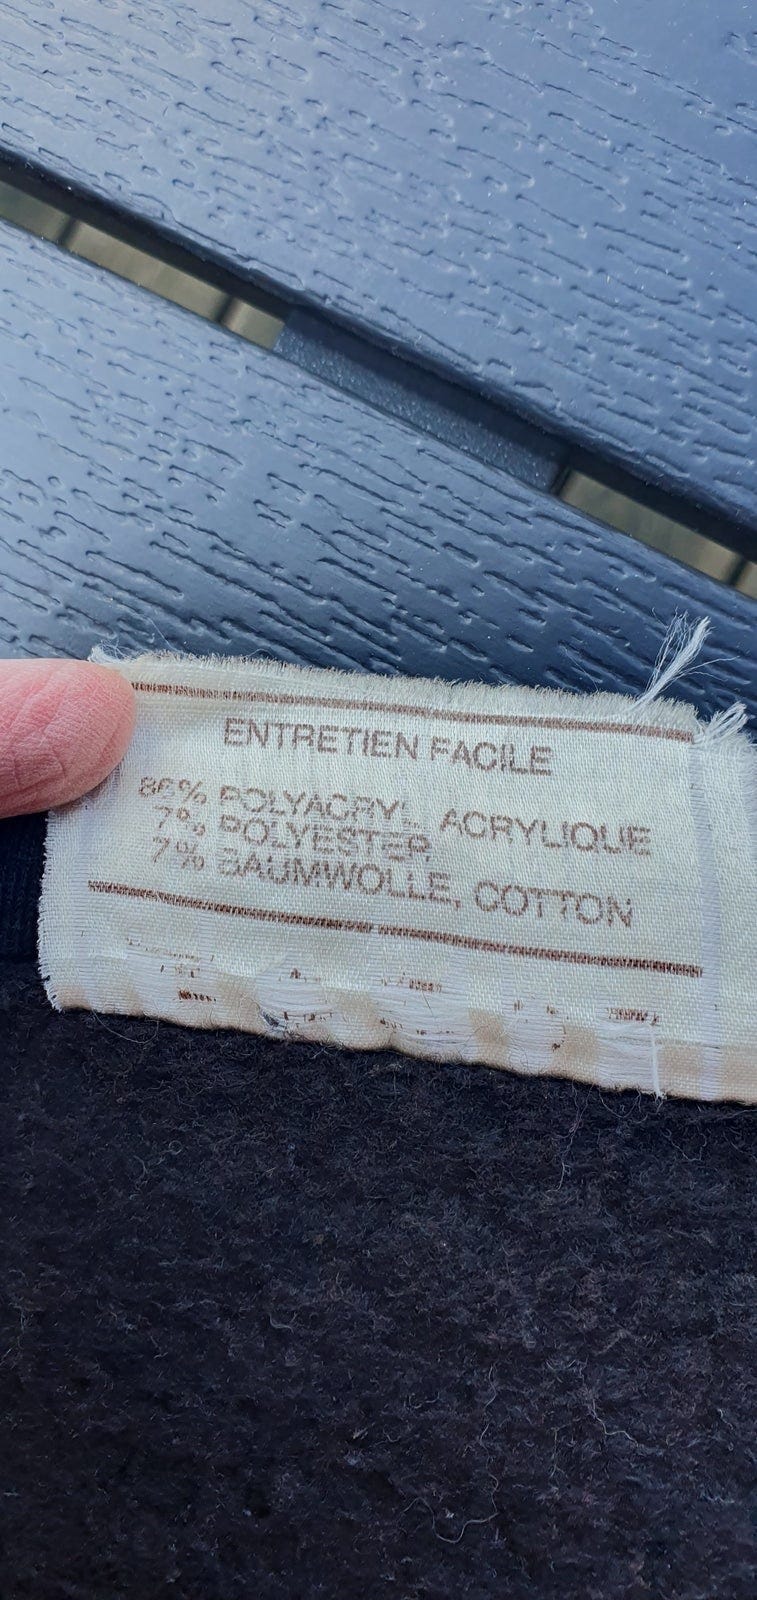 ENTRETIEN FACILE
86% POLYACRYL, ACRYLIQUE
7% POLYESTER
7% BAUMWOLLE, COTTON